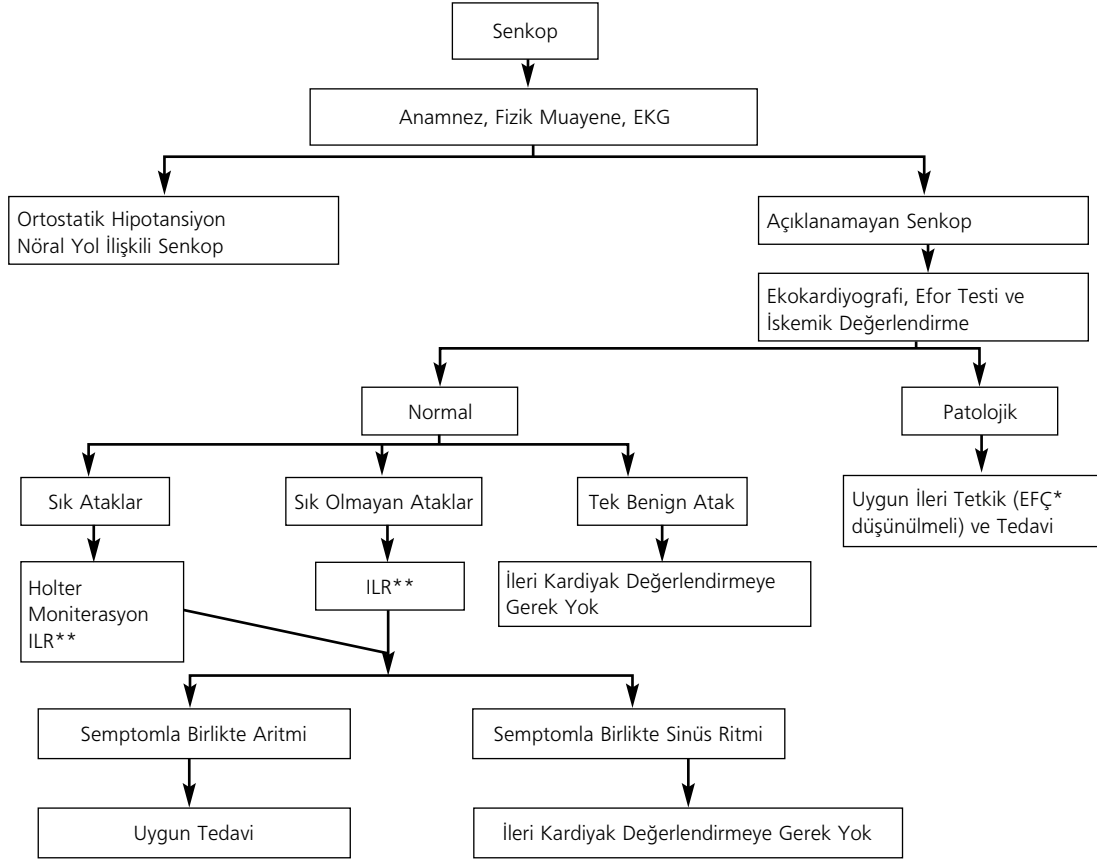 Senkop
Anamnez, Fizik Muayene, EKG
Ortostatik Hipotansiyon
Nöral Yol İlişkili Senkop
Açıklanamayan Senkop
Ekokardiyografi, Efor Testi ve
İskemik Değerlendirme
Normal
Patolojik
Sık Ataklar
Sık Olmayan Ataklar
Tek Benign Atak
Uygun İleri Tetkik (EFÇ*
düşünülmeli) ve Tedavi
Holter
Moniterasyon
ILR**
ILR**
İleri Kardiyak Değerlendirmeye
Gerek Yok
Semptomla Birlikte Aritmi
Semptomla Birlikte Sinüs Ritmi
Uygun Tedavi
İleri Kardiyak Değerlendirmeye Gerek Yok